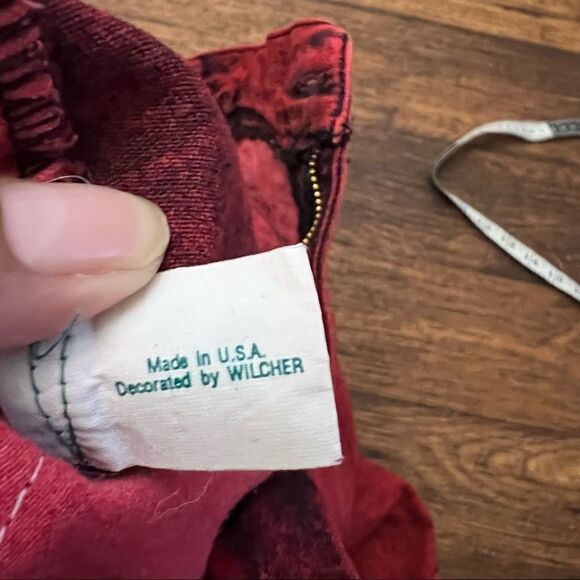 Made in U.S.A.
Decorated by WILCHER